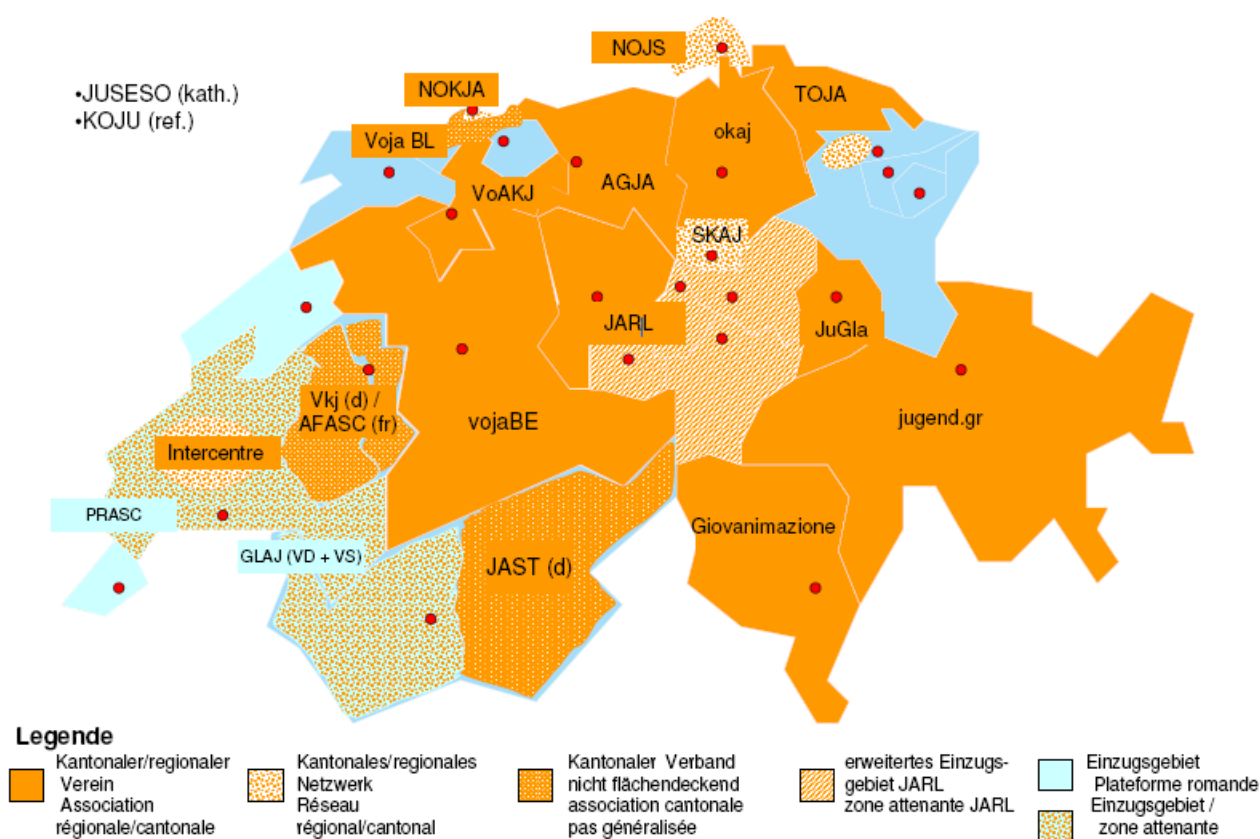 NOJS
•JUSESO (kath.)
•KOJU (ref.)
NOKJA
TOJA
okaj
Voja BL
VoAKJ
AGJA
SKAJ
JARL
JuGla
Vkj (d) /
AFASC (fr)
vojaBE
jugend.gr
Intercentre
PRASC
Giovanimazione
GLAJ (VD + VS)
JAST (d)
Legende
Kantonaler/regionaler
Verein
Association
régionale/cantonale
Kantonales/regionales
Netzwerk
Réseau
régional/cantonal
Kantonaler Verband
nicht flächendeckend
association cantonale
pas généralisée
erweitertes Einzugs-
gebiet JARL
zone attenante JARL
Einzugsgebiet
Plateforme romande
Einzugsgebiet /
zone attenante